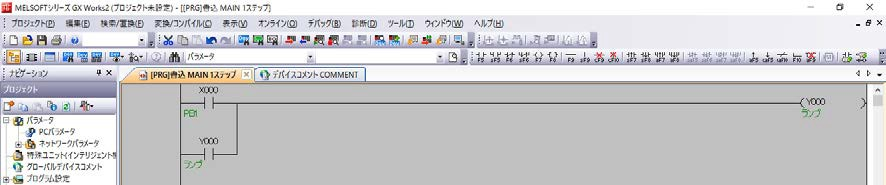 MELSOFTシリーズ GX Works2 (プロジェクト未設定) - [[PRG]書込 MAIN 1ステップ]
プロジェクト(P) 編集(E) 検索/置換(F) 変換/コンパイル(C) 表示(V) オンライン(O) デバッグ(B) 診断(D) ツール(T) ウィンドウ(W) ヘルプ(H)
パラメータ
ナビゲーション
[PRG]書込 MAIN 1ステップ
デバイスコメント COMMENT
プロジェクト
パラメータ
PCパラメータ
ネットワークパラメータ
特殊ユニット(インテリジェント機
グローバルデバイスコメント
プログラム設定
X000
PB1
Y000
ランプ
Y000
ランプ